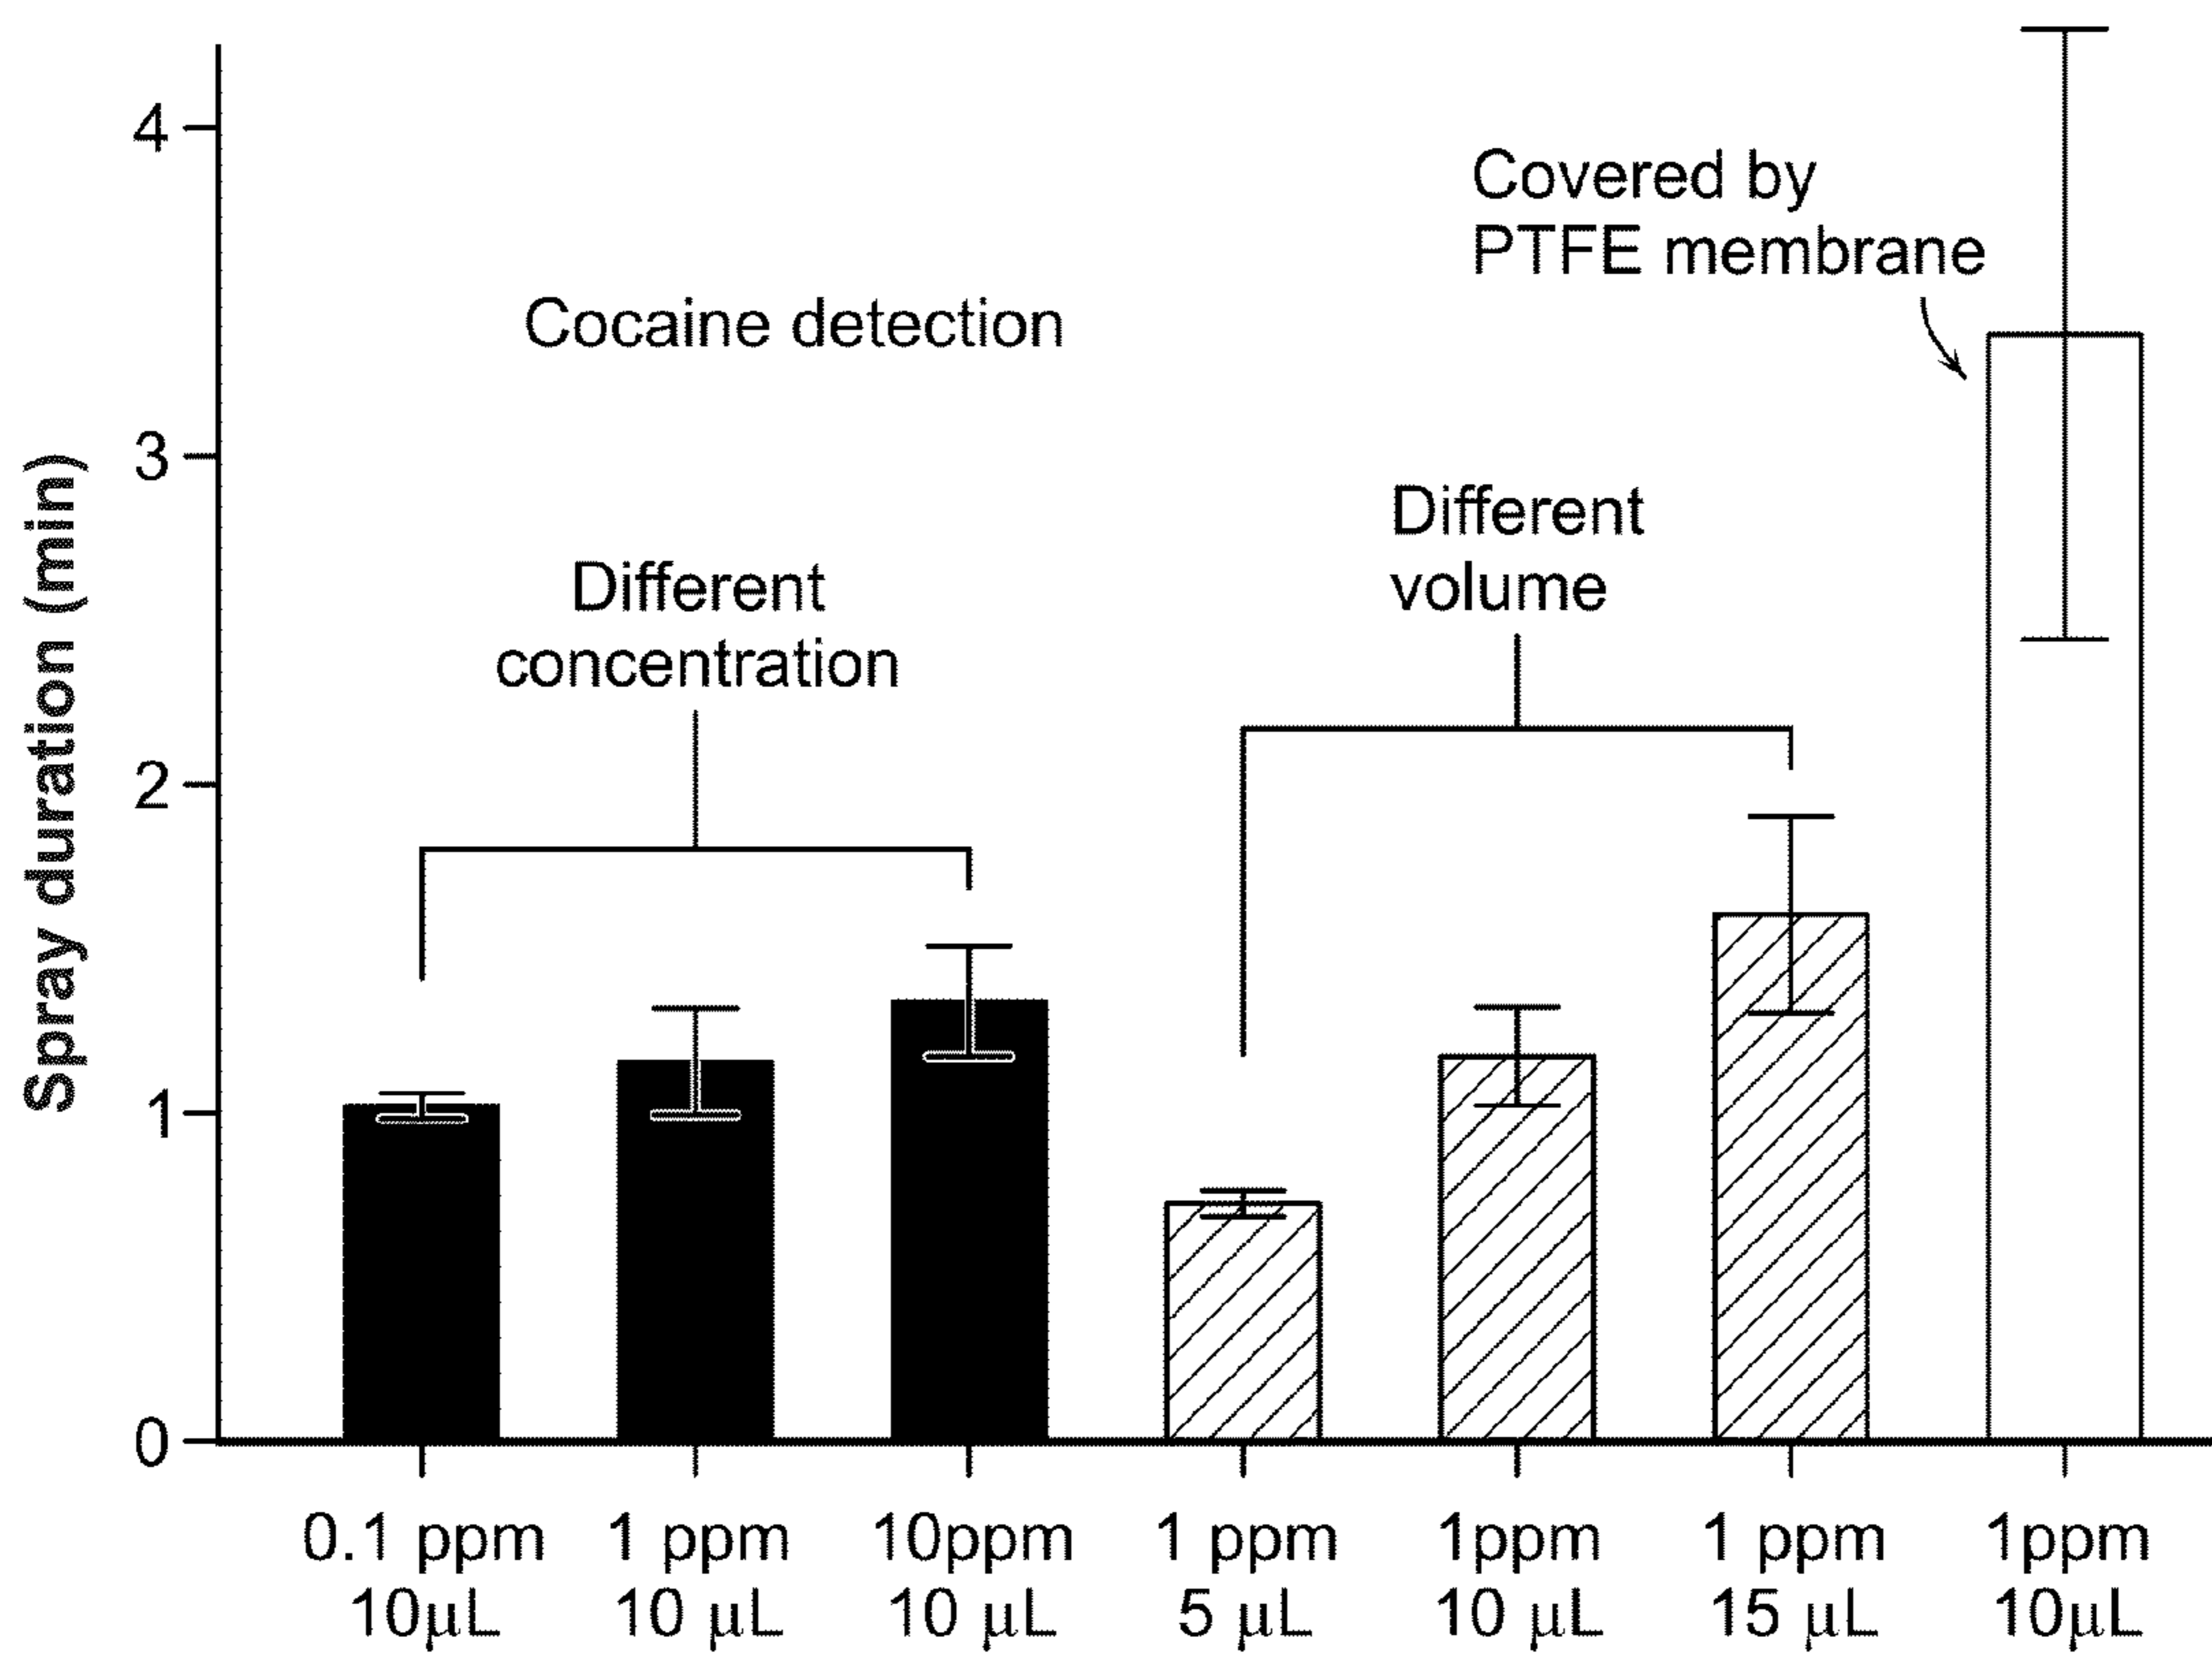 Spray duration (min)
4
3
2
1
0
Cocaine detection
Different
concentration
Different
volume
Covered by
PTFE membrane
0.1 ppm
10μL
1 ppm
10 μL
10ppm
10 μL
1 ppm
5 μL
1ppm
10 μL
1 ppm
15 μL
1ppm
10μL